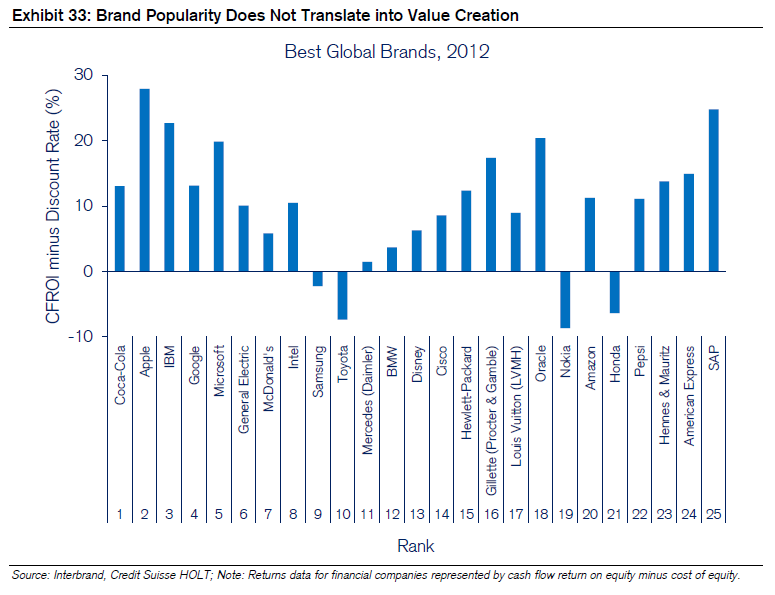 Exhibit 33: Brand Popularity Does Not Translate into Value Creation
Best Global Brands, 2012
CFROI minus Discount Rate (%)
30
20
10
0
-10
Coca-Cola
Apple
IBM
Google
Microsoft
General Electric
McDonald's
Intel
Samsung
Toyota
Mercedes (Daimler)
BMW
Disney
Cisco
Hewlett-Packard
Gillette (Procter & Gamble)
Louis Vuitton (LVMH)
Oracle
Nokia
Amazon
Honda
Pepsi
Hennes & Mauritz
American Express
SAP
1 2 3 4 5 6 7 8 9 10 11 12 13 14 15 16 17 18 19 20 21 22 23 24 25
Rank
Source: Interbrand, Credit Suisse HOLT; Note: Returns data for financial companies represented by cash flow return on equity minus cost of equity.